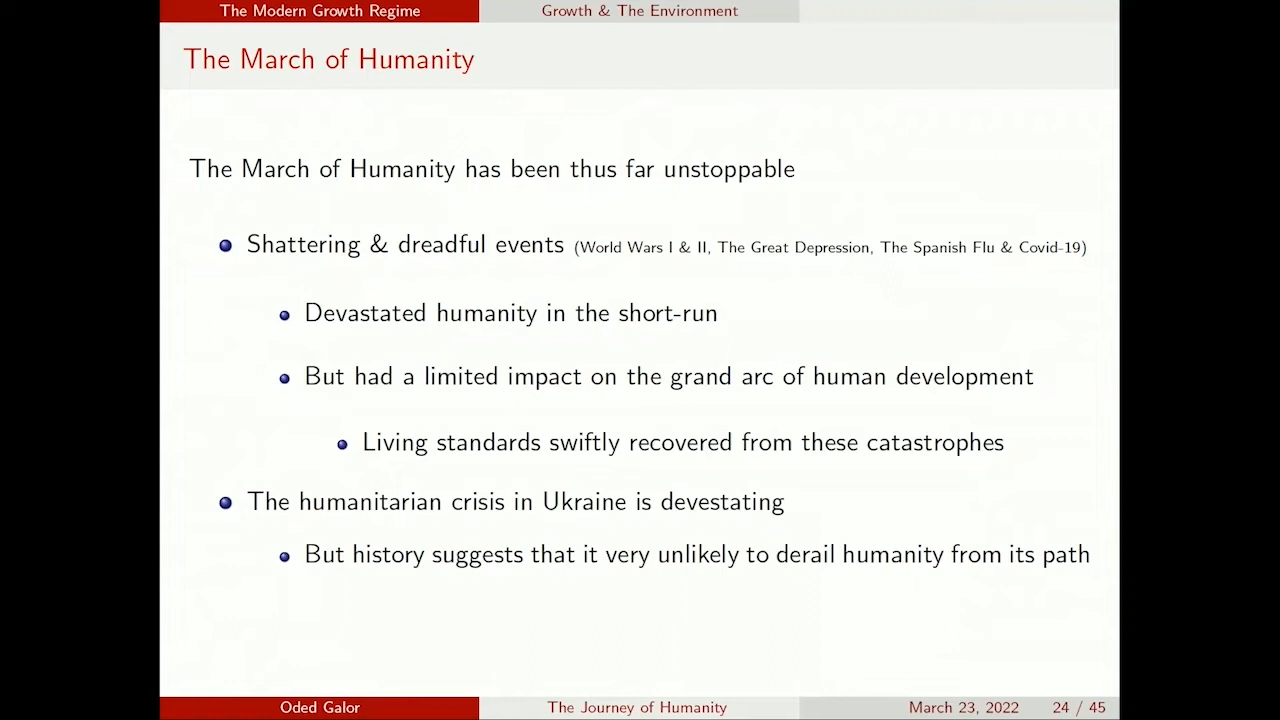 The Modern Growth Regime
Growth & The Environment
The March of Humanity
The March of Humanity has been thus far unstoppable
Shattering & dreadful events (World Wars I & II, The Great Depression, The Spanish Flu & Covid-19)
Devastated humanity in the short-run
But had a limited impact on the grand arc of human development
Living standards swiftly recovered from these catastrophes
The humanitarian crisis in Ukraine is devestating
But history suggests that it very unlikely to derail humanity from its path
Oded Galor
The Journey of Humanity
March 23, 2022
24 / 45